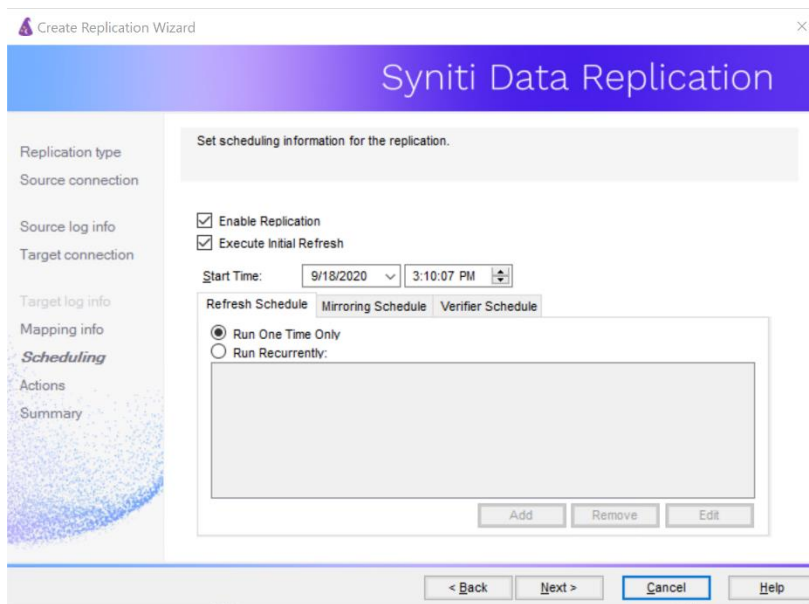 Create Replication Wizard
Syniti Data Replication
Replication type
Source connection
Source log info
Target connection
Target log info
Mapping info
Scheduling
Actions
Summary
Set scheduling information for the replication.
Enable Replication
Execute Initial Refresh
Start Time: 9/18/2020 3:10:07 PM
Refresh Schedule Mirroring Schedule Verifier Schedule
Run One Time Only
Run Recurrently:
Add Remove Edit
< Back Next > Cancel Help